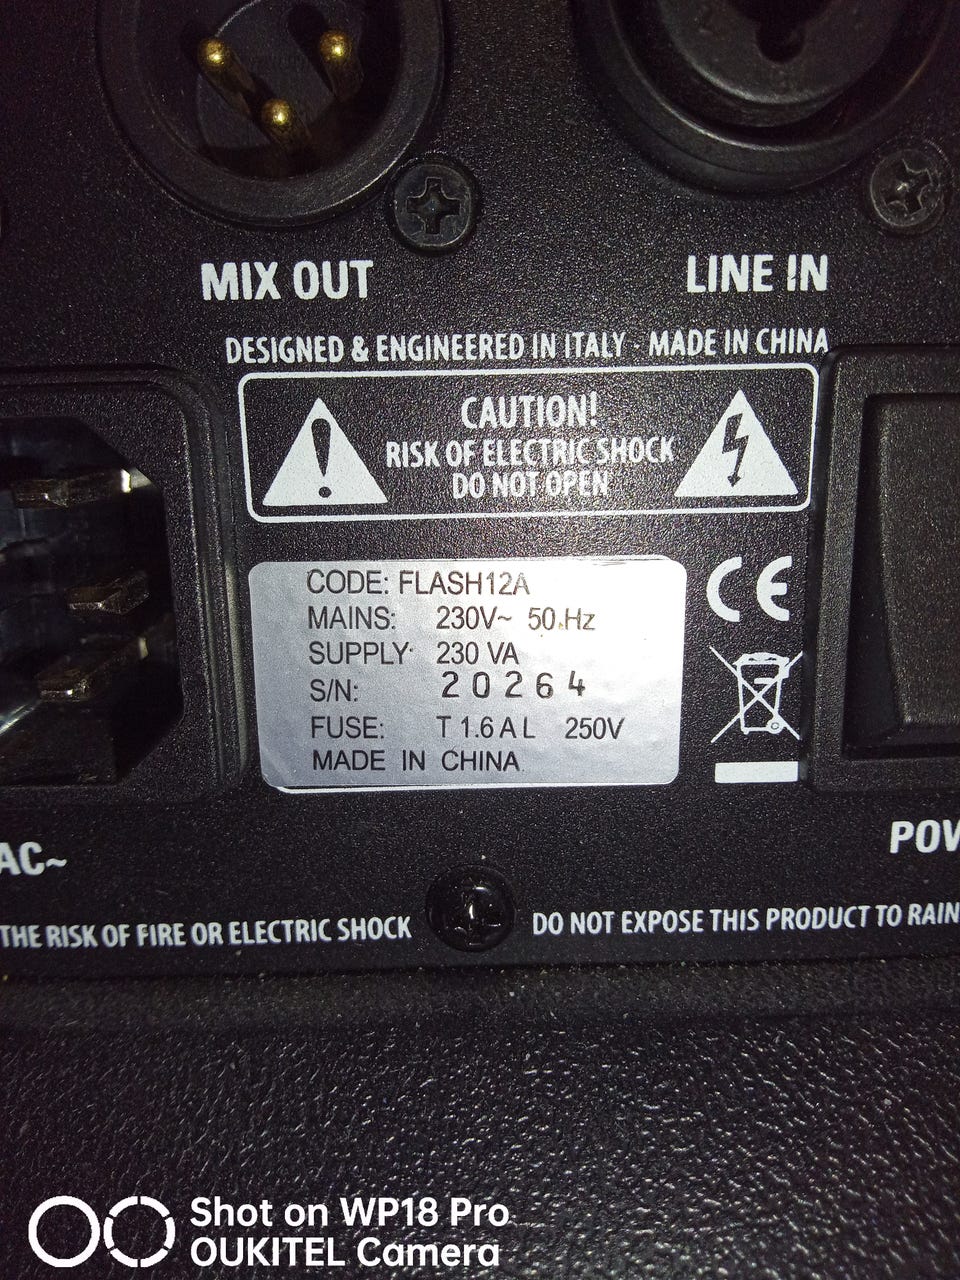 MIX OUT
LINE IN
DESIGNED & ENGINEERED IN ITALY - MADE IN CHINA
CAUTION!
RISK OF ELECTRIC SHOCK
DO NOT OPEN
CODE: FLASH12A
MAINS: 230V~ 50 Hz
SUPPLY: 230 VA
S/N: 20264
FUSE: T 1.6 A L 250V
MADE IN CHINA
CE
AC~
POW
THE RISK OF FIRE OR ELECTRIC SHOCK
DO NOT EXPOSE THIS PRODUCT TO RAIN
Shot on WP18 Pro
OUKITEL Camera